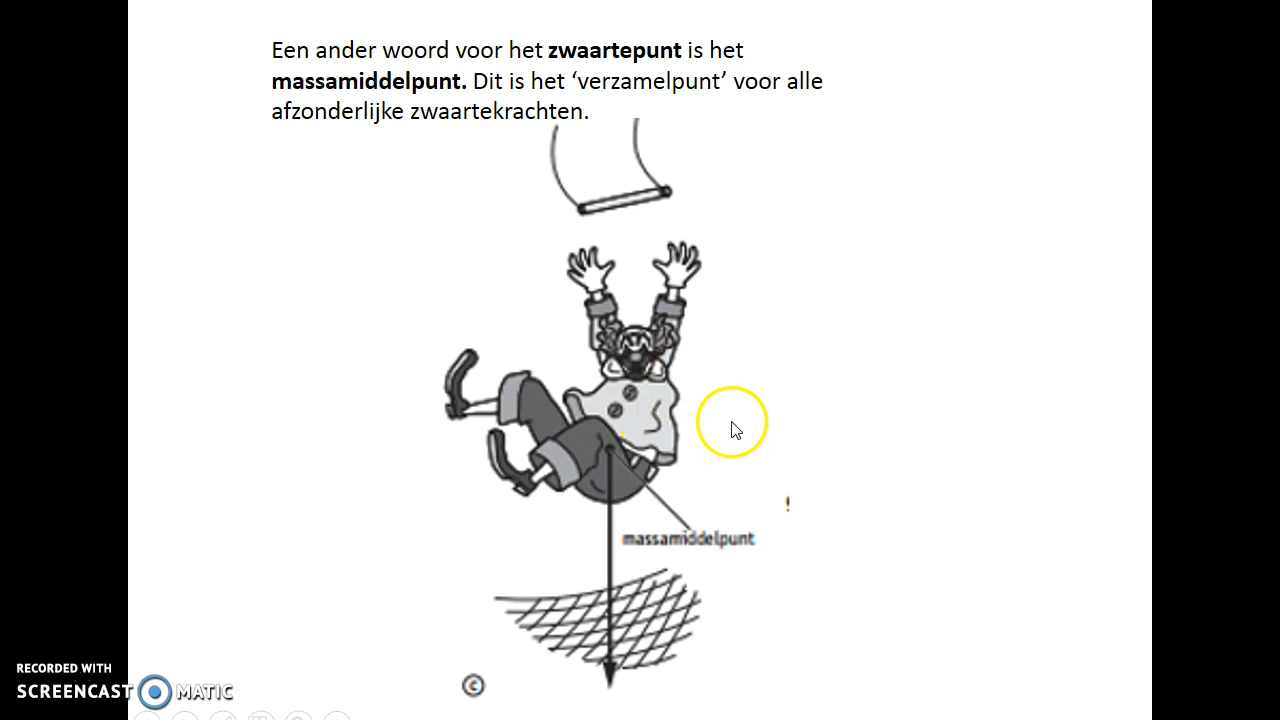 Een ander woord voor het zwaartepunt is het
massamiddelpunt. Dit is het ‘verzamelpunt’ voor alle
afzonderlijke zwaartekrachten.
!
massamiddelpunt
©
RECORDED WITH
SCREENCAST MATIC